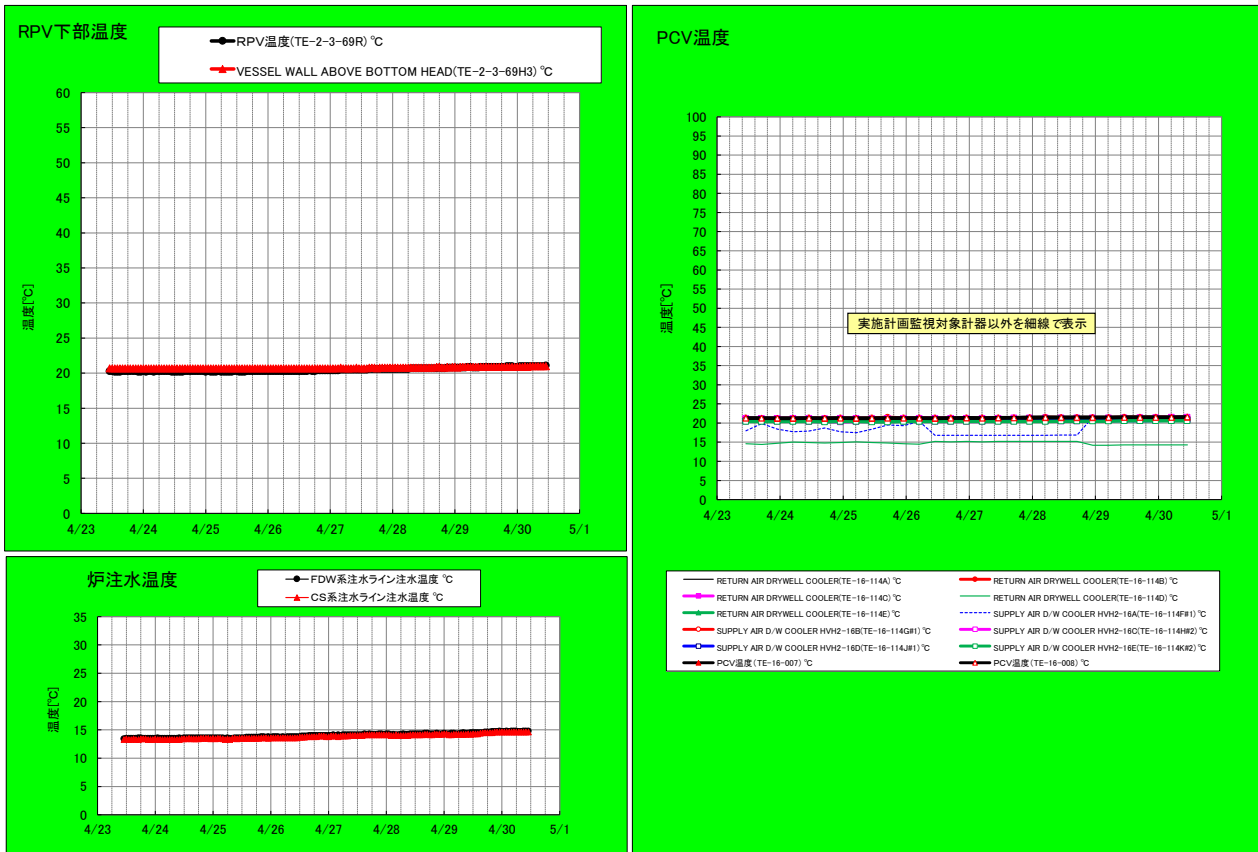 RPV下部温度
RPV温度(TE-2-3-69R) ℃
VESSEL WALL ABOVE BOTTOM HEAD(TE-2-3-69H3) ℃
温度[℃]
60
55
50
45
40
35
30
25
20
15
10
5
0
4/23 4/24 4/25 4/26 4/27 4/28 4/29 4/30 5/1
炉注水温度
FDW系注水ライン注水温度 ℃
CS系注水ライン注水温度 ℃
温度[℃]
35
30
25
20
15
10
5
0
4/23 4/24 4/25 4/26 4/27 4/28 4/29 4/30 5/1
PCV温度
温度[℃]
100
95
90
85
80
75
70
65
60
55
50
45
40
35
30
25
20
15
10
5
0
実施計画監視対象計器以外を細線で表示
4/23 4/24 4/25 4/26 4/27 4/28 4/29 4/30 5/1
RETURN AIR DRYWELL COOLER(TE-16-114A) ℃ RETURN AIR DRYWELL COOLER(TE-16-114B) ℃
RETURN AIR DRYWELL COOLER(TE-16-114C) ℃ RETURN AIR DRYWELL COOLER(TE-16-114D) ℃
RETURN AIR DRYWELL COOLER(TE-16-114E) ℃ SUPPLY AIR D/W COOLER HVH2-16A(TE-16-114F#1) ℃
SUPPLY AIR D/W COOLER HVH2-16B(TE-16-114G#1) ℃ SUPPLY AIR D/W COOLER HVH2-16C(TE-16-114H#2) ℃
SUPPLY AIR D/W COOLER HVH2-16D(TE-16-114J#1) ℃ SUPPLY AIR D/W COOLER HVH2-16E(TE-16-114K#2) ℃
PCV温度(TE-16-007) ℃ PCV温度(TE-16-008) ℃